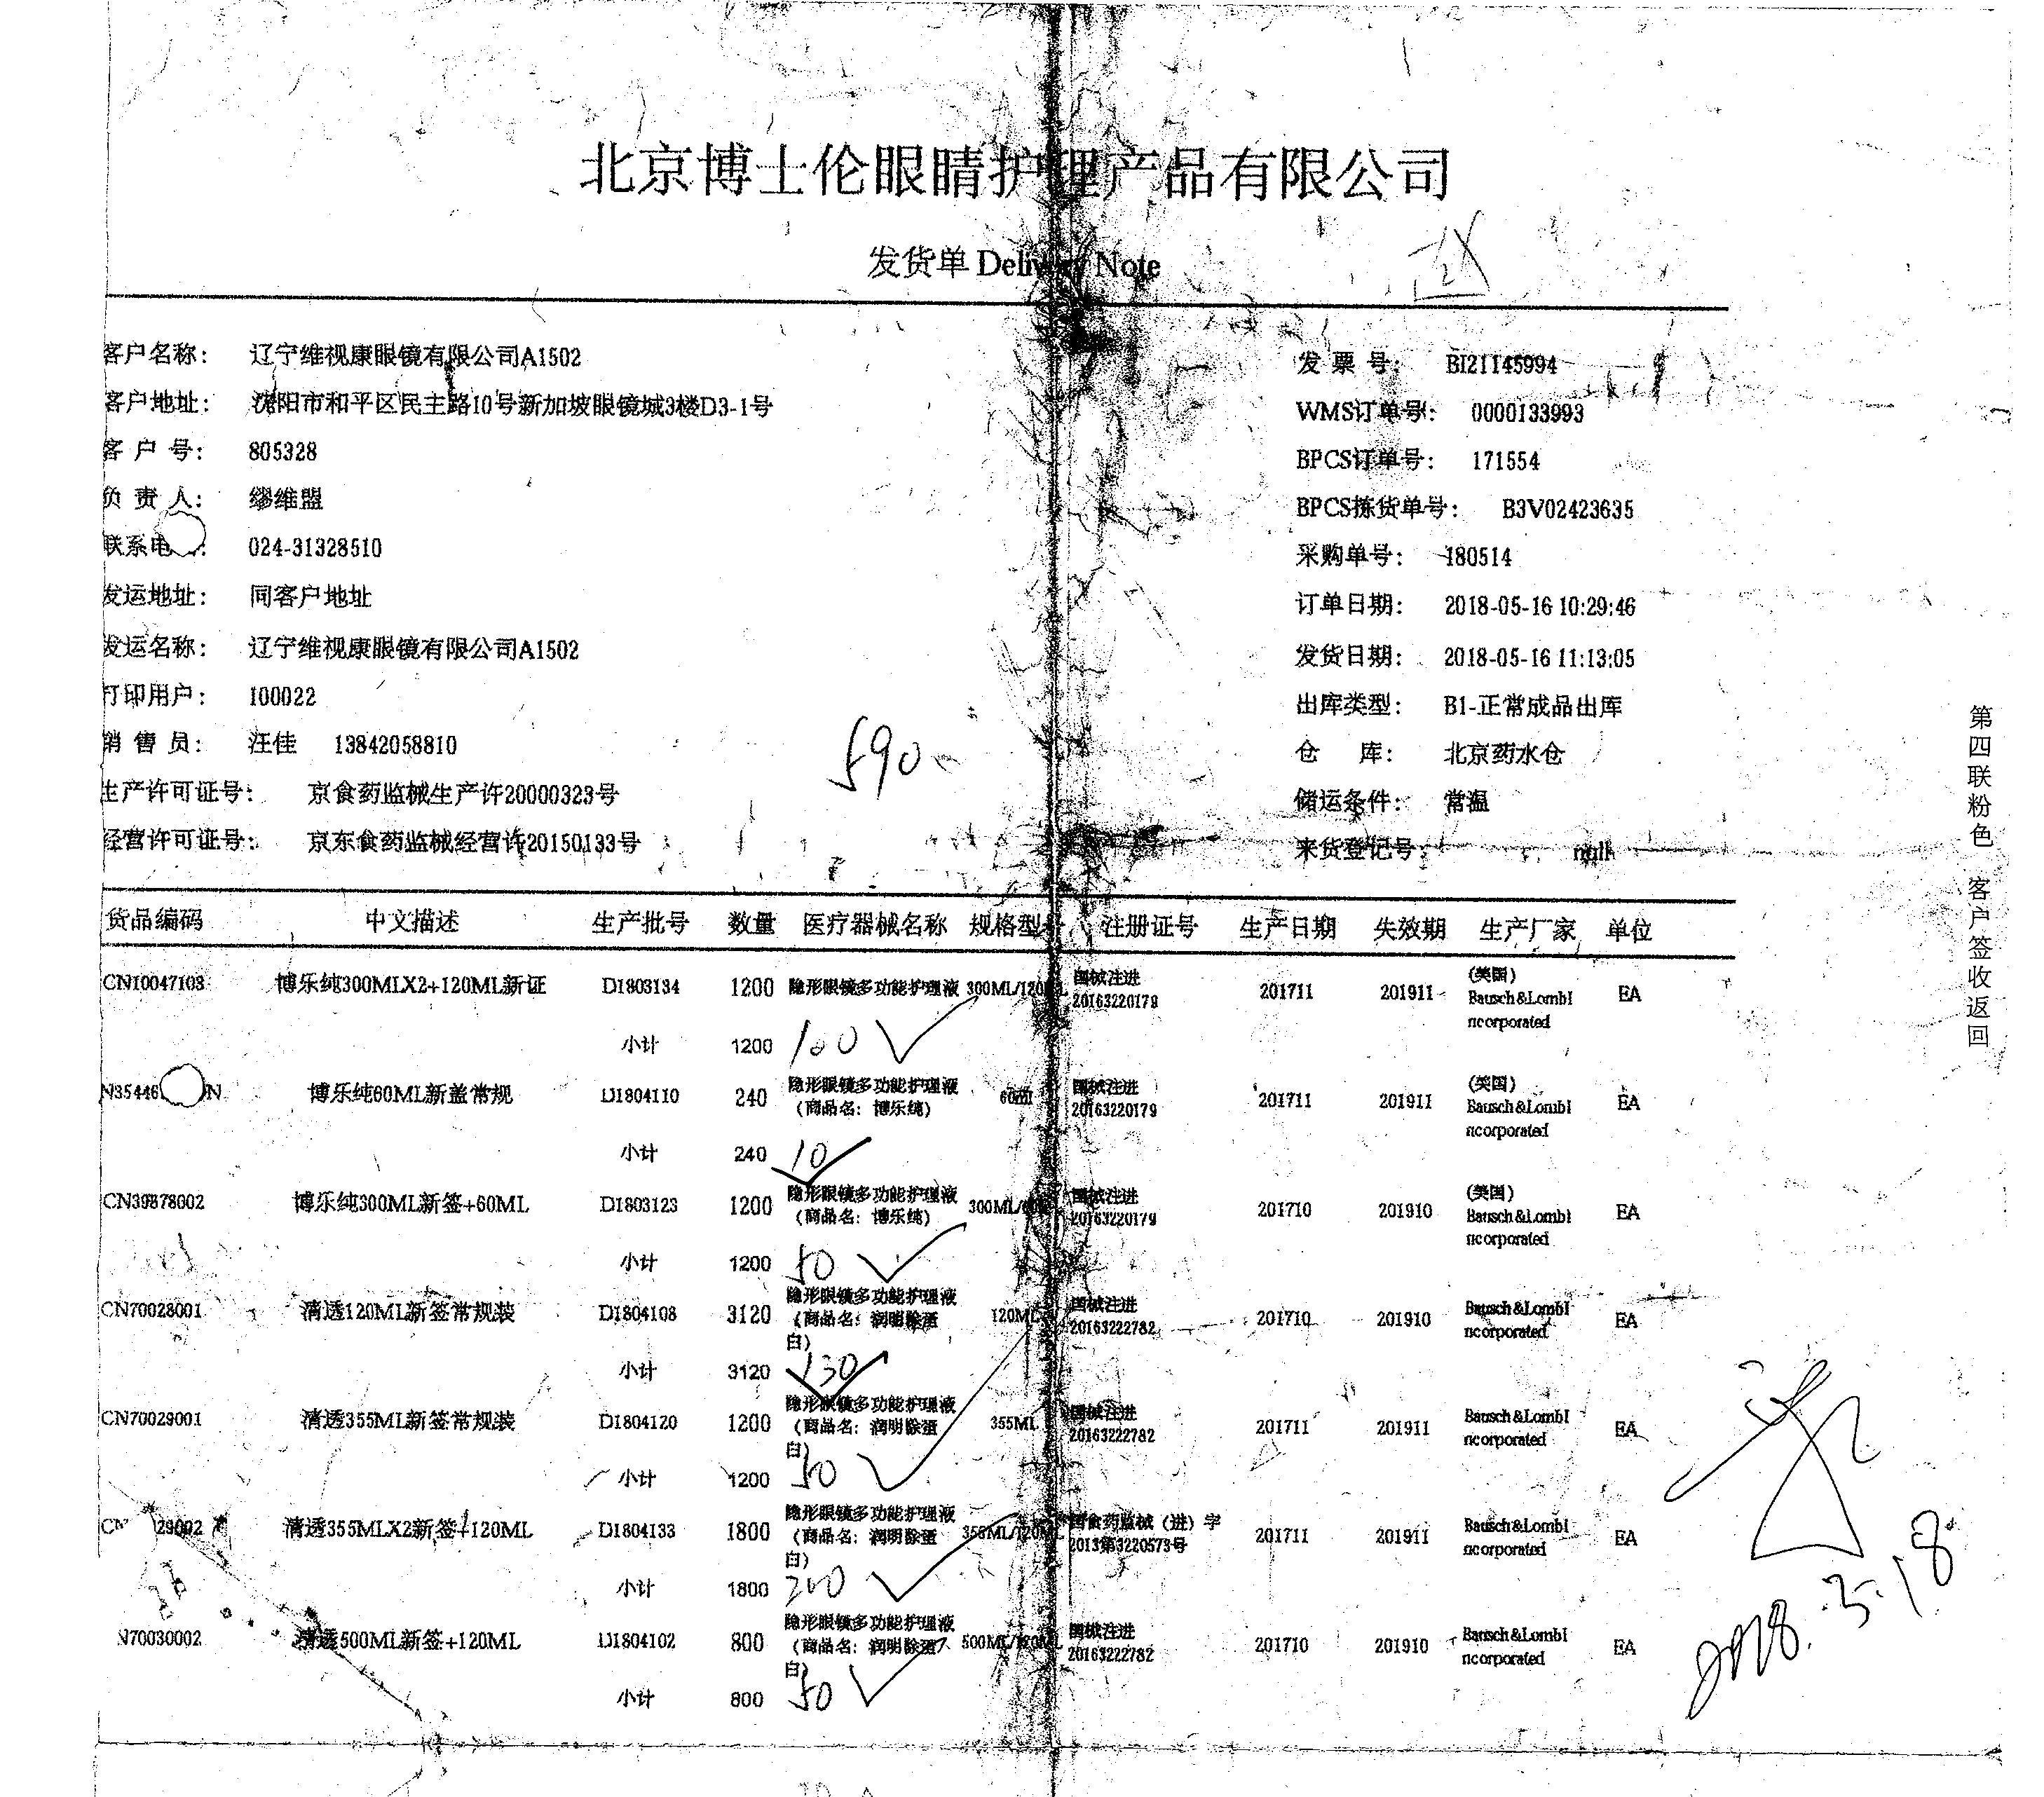 北京博士伦眼睛护理产品有限公司
发货单 Delivery Note
客户名称： 辽宁维视康眼镜有限公司A1502 发 票 号： BI21145994
客户地址： 沈阳市和平区民主路10号新加坡眼镜城3楼D3-1号 WMS订单号： 0000133993
客 户 号： 805328 BPCS订单号： 171554
负 责 人： 缪维盟 BPCS拣货单号： B3V02423635
联系电 ： 024-31328510 采购单号： 180514
发运地址： 同客户地址 订单日期： 2018-05-16 10:29:46
发运名称： 辽宁维视康眼镜有限公司A1502 发货日期： 2018-05-16 11:13:05
打印用户： 100022 出库类型： B1-正常成品出库
销 售 员： 汪佳 13842058810 仓 库： 北京药水仓
590
生产许可证号： 京食药监械生产许20000323号 储运条件： 常温
经营许可证号： 京东食药监械经营许20150133号 来货登记号： null
货品编码 中文描述 生产批号 数量 医疗器械名称 规格型号 注册证号 生产日期 失效期 生产厂家 单位
CN10047103 博乐纯300MLX2+120ML新证 D1803134 1200 隐形眼镜多功能护理液 300ML/120ML 国械注进 20163220179 201711 201911 (美国) Bausch&LombI ncorporated EA
小计 1200 100
N35446 N 博乐纯60ML新盖常规 D1804110 240 隐形眼镜多功能护理液（商品名：博乐纯） 60ml 国械注进 20163220179 201711 201911 (美国) Bausch&LombI ncorporated EA
小计 240 10
CN39878002 博乐纯300ML新签+60ML D1803123 1200 隐形眼镜多功能护理液（商品名：博乐纯） 300ML/ 国械注进 20163220179 201710 201910 (美国) Bausch&LombI ncorporated EA
小计 1200 50
CN70028001 清透120ML新签常规装 D1804108 3120 隐形眼镜多功能护理液（商品名：润明除蛋白） 120ML 国械注进 20163222782 201710 201910 Bausch&LombI ncorporated EA
小计 3120 130
CN70029001 清透355ML新签常规装 D1804120 1200 隐形眼镜多功能护理液（商品名：润明除蛋白） 355ML 国械注进 20163222782 201711 201911 Bausch&LombI ncorporated EA
小计 1200 50
CN 29002 清透355MLX2新签+120ML D1804133 1800 隐形眼镜多功能护理液（商品名：润明除蛋白） 355ML/120ML 国食药监械（进）字 2013第3220573号 201711 201911 Bausch&LombI ncorporated EA
小计 1800 200
N70030002 清透500ML新签+120ML D1804102 800 隐形眼镜多功能护理液（商品名：润明除蛋白） 500ML/120ML 国械注进 20163222782 201710 201910 Bausch&LombI ncorporated EA
小计 800 50
2018.5.18
第四联粉色 客户签收返回